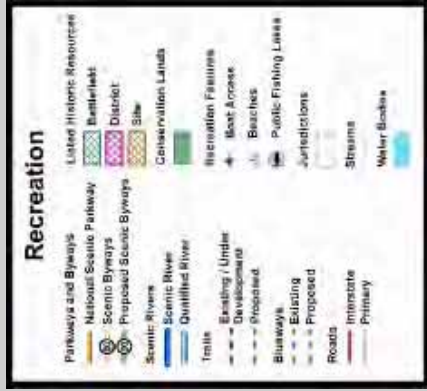 Recreation
Parkways and Byways
National Scenic Parkway
Scenic Byways
Proposed Scenic Byways
Scenic Rivers
Scenic River
Qualified River
Trails
Existing / Under
Development
Proposed
Blueways
Existing
Proposed
Roads
Interstate
Primary
Listed Historic Resources
Battlefield
District
Site
Conservation Lands
Recreation Features
Boat Access
Beaches
Public Fishing Lakes
Jurisdictions
Streams
Water Bodies